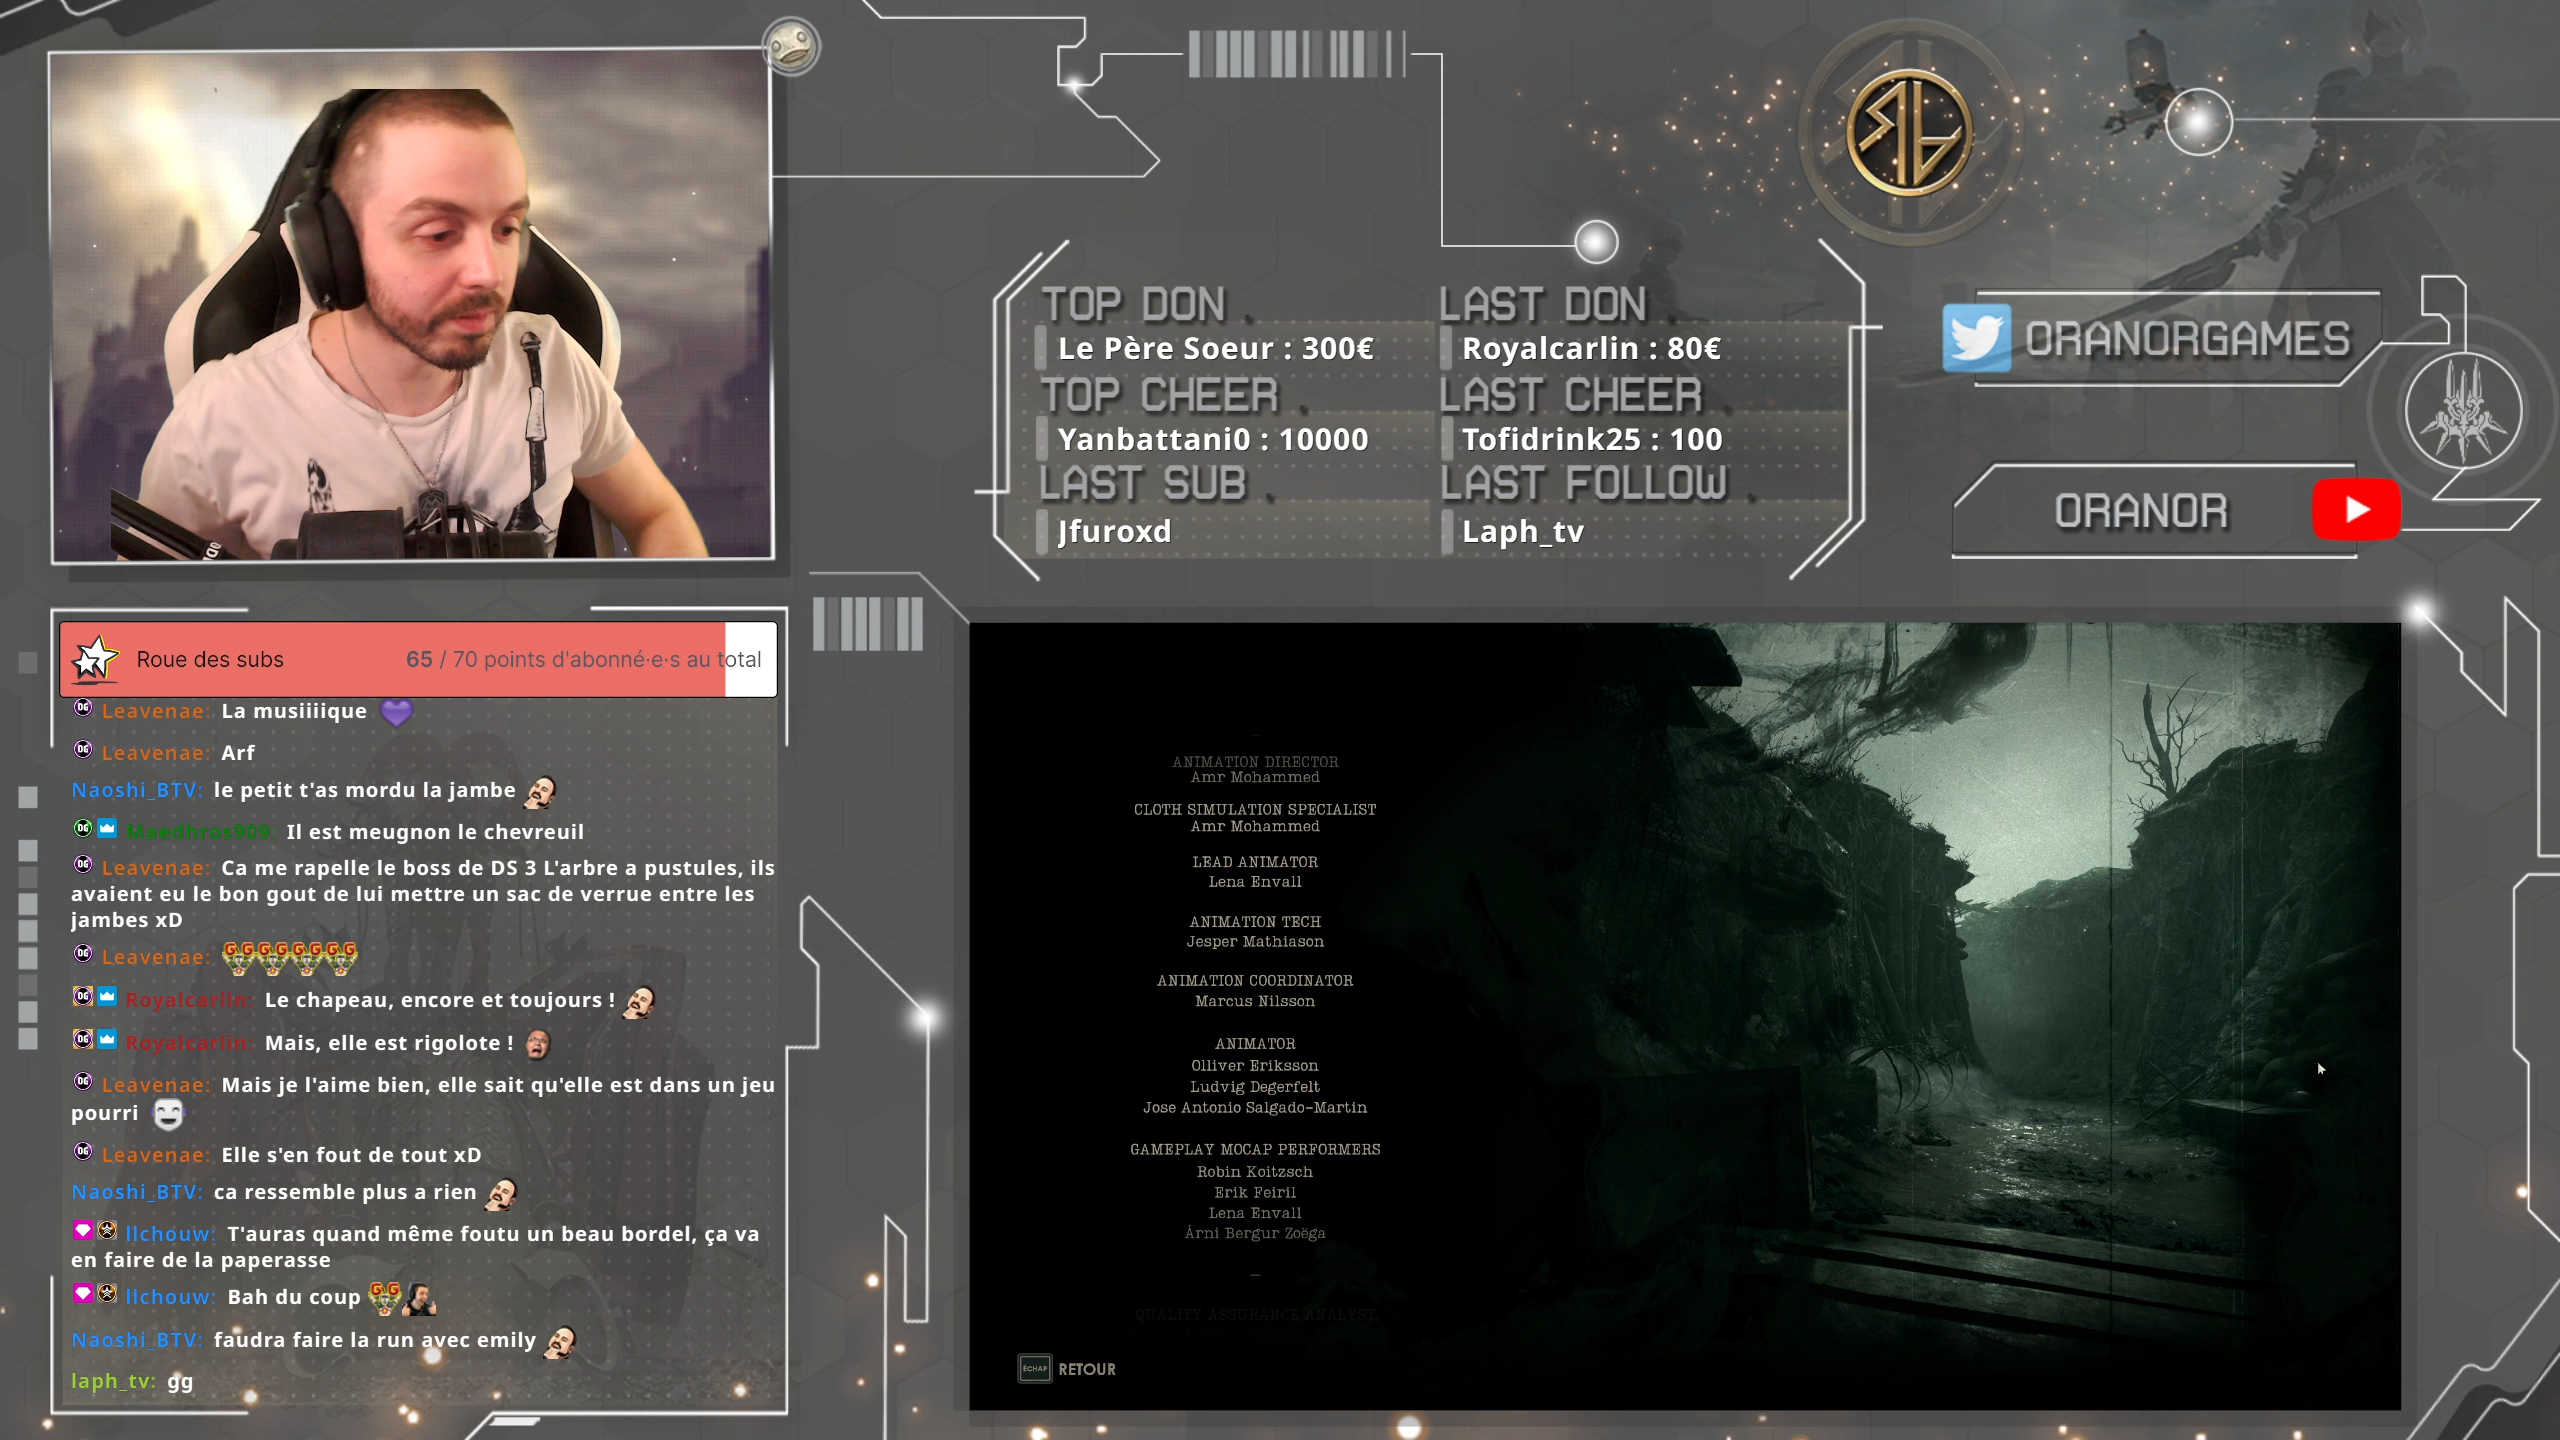 TOP DON
Le Père Soeur : 300€
LAST DON
Royalcarlin : 80€
TOP CHEER
Yanbattani0 : 10000
LAST CHEER
Tofidrink25 : 100
LAST SUB
Jfuroxd
LAST FOLLOW
Laph_tv
ORANORGAMES
ORANOR
Roue des subs
65 / 70 points d'abonné·e·s au total
Leavenae: La musiiiique
Leavenae: Arf
Naoshi_BTV: le petit t'as mordu la jambe
Maedhros909: Il est meugnon le chevreuil
Leavenae: Ca me rapelle le boss de DS 3 L'arbre a pustules, ils
avaient eu le bon gout de lui mettre un sac de verrue entre les
jambes xD
Leavenae:
Royalcarlin: Le chapeau, encore et toujours !
Royalcarlin: Mais, elle est rigolote !
Leavenae: Mais je l'aime bien, elle sait qu'elle est dans un jeu
pourri
Leavenae: Elle s'en fout de tout xD
Naoshi_BTV: ca ressemble plus a rien
llchouw: T'auras quand même foutu un beau bordel, ça va
en faire de la paperasse
llchouw: Bah du coup
Naoshi_BTV: faudra faire la run avec emily
laph_tv: gg
ANIMATION DIRECTOR
Amr Mohammed
CLOTH SIMULATION SPECIALIST
Amr Mohammed
LEAD ANIMATOR
Lena Envall
ANIMATION TECH
Jesper Mathiason
ANIMATION COORDINATOR
Marcus Nilsson
ANIMATOR
Olliver Eriksson
Ludvig Degerfelt
Jose Antonio Salgado-Martin
GAMEPLAY MOCAP PERFORMERS
Robin Koitzsch
Erik Feiril
Lena Envall
Árni Bergur Zoëga
QUALITY ASSURANCE ANALYST
ÉCHAP RETOUR